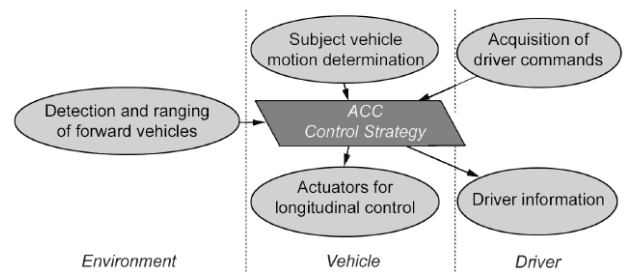 Subject vehicle
motion determination
Acquisition of
driver commands
Detection and ranging
of forward vehicles
ACC
Control Strategy
Actuators for
longitudinal control
Driver information
Environment
Vehicle
Driver